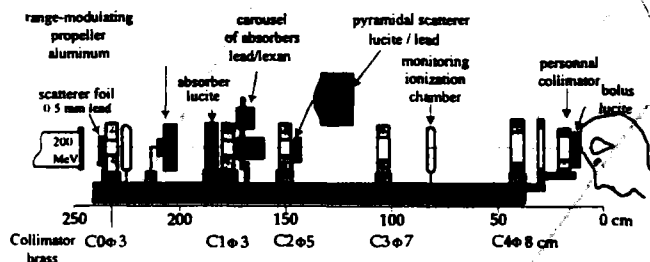 range-modulating
propeller
aluminum
carousel
of absorbers
lead/lexan
pyramidal scatterer
lucite / lead
monitoring
ionization
chamber
personnal
collimator
bolus
lucite
absorber
lucite
scatterer foil
0.5 mm lead
200
MeV
250 200 150 100 50 0 cm
Collimator C0Φ3 C1Φ3 C2Φ5 C3Φ7 C4Φ8 cm
brass